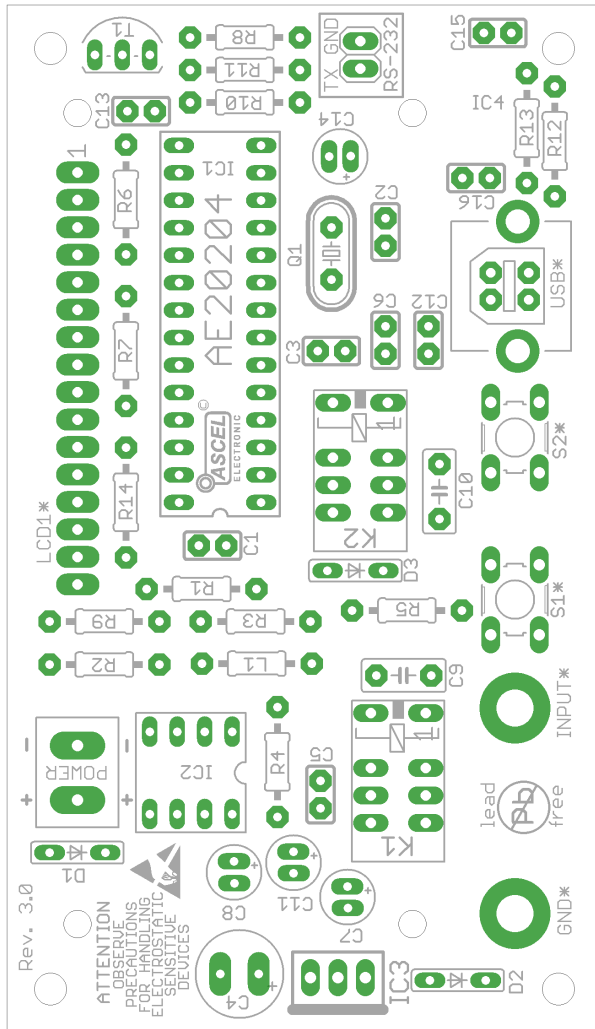 T1
R8
R11
R10
TX GND
RS-232
C15
IC4
R13
R12
C13
C14
1
IC1
R6
C16
C2
AE20204
Q1
USB*
R7
C3
C6
C12
©
ASCEL
ELECTRONIC
1
S2*
LCD1*
R14
C10
K2
C1
D3
R1
S1*
R9
R3
R5
R2
L1
C9
INPUT*
- -
POWER
+ +
IC2
R4
C5
1
K1
lead
Pb
free
D1
C8
+
C11
+
C7
+
GND*
Rev. 3.0
ATTENTION
OBSERVE
PRECAUTIONS
FOR HANDLING
ELECTROSTATIC
SENSITIVE
DEVICES
C4
+
IC3
D2
+